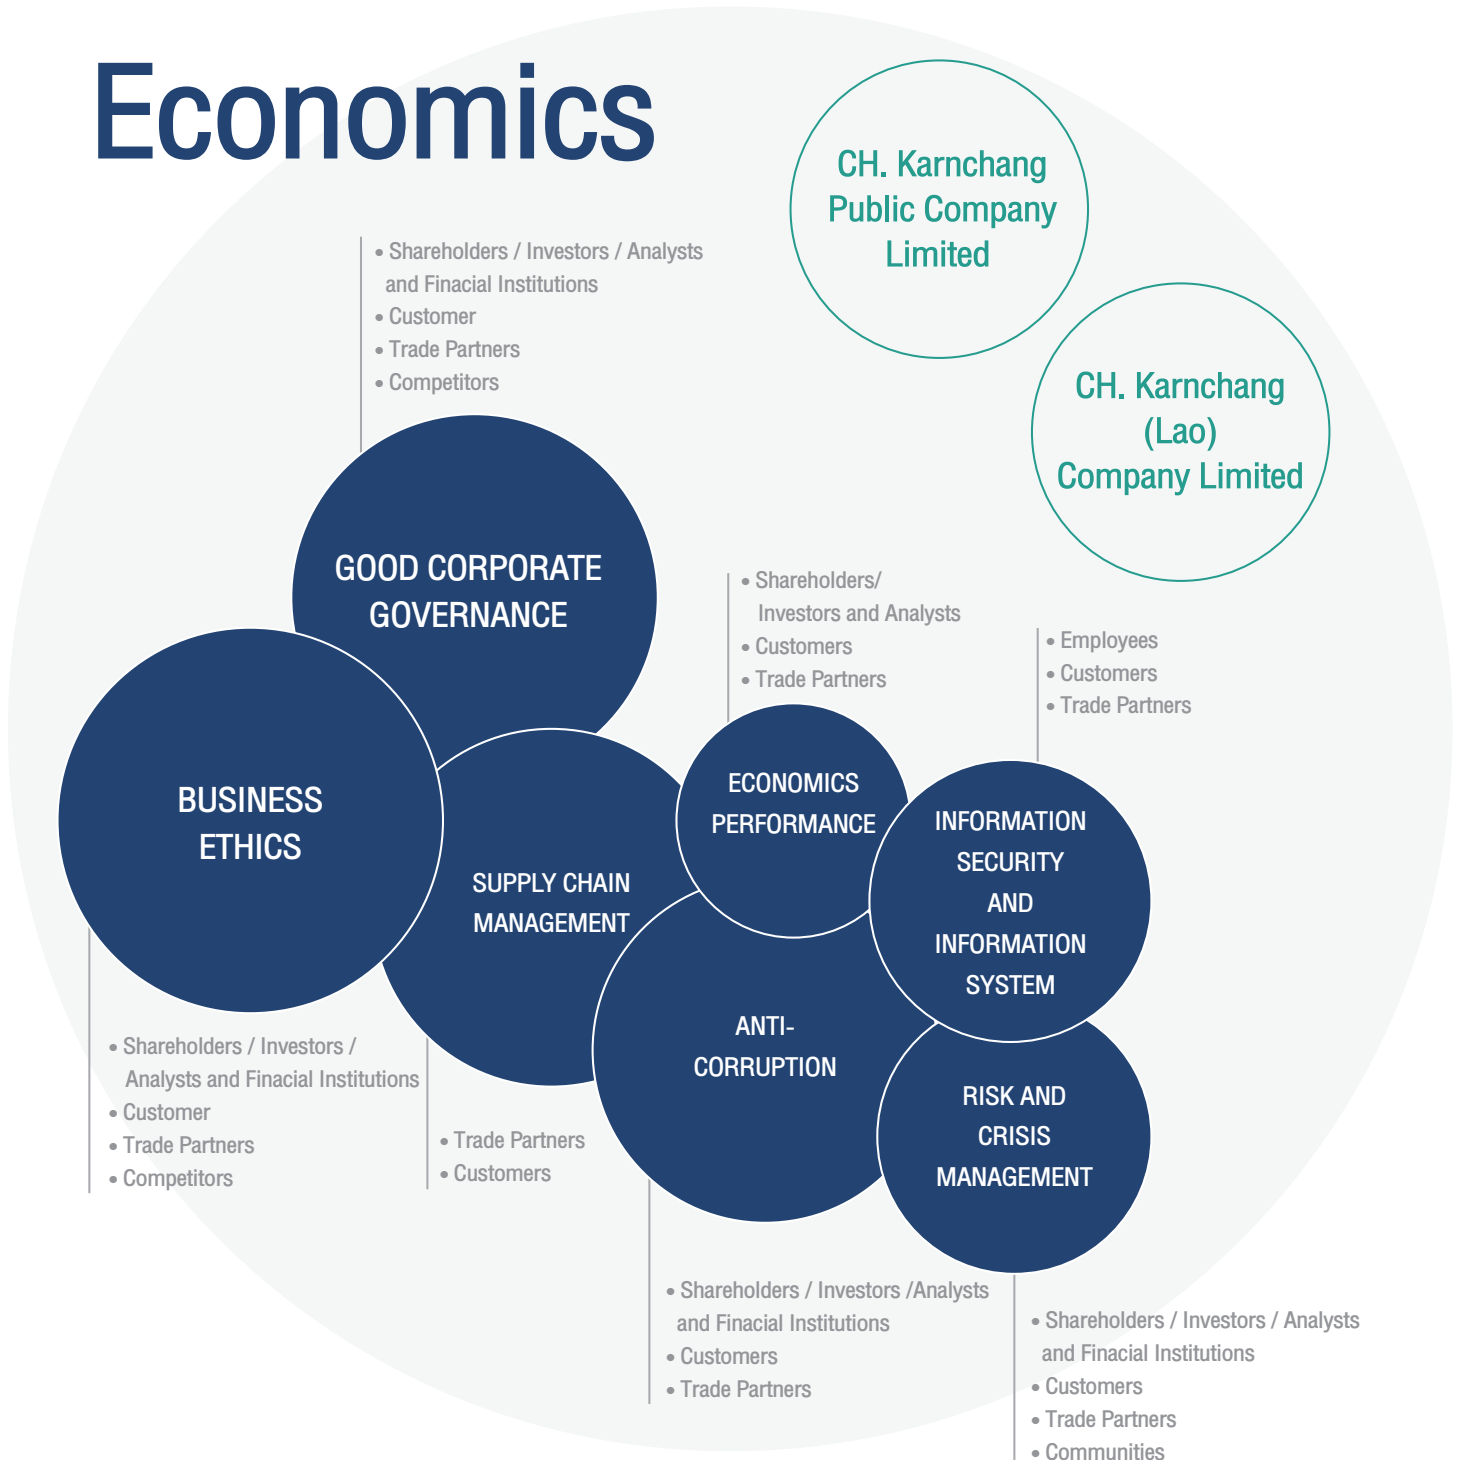 Economics
CH. Karnchang
Public Company
Limited
CH. Karnchang
(Lao)
Company Limited
• Shareholders / Investors / Analysts
and Finacial Institutions
• Customer
• Trade Partners
• Competitors
GOOD CORPORATE
GOVERNANCE
BUSINESS
ETHICS
• Shareholders / Investors /
Analysts and Finacial Institutions
• Customer
• Trade Partners
• Competitors
SUPPLY CHAIN
MANAGEMENT
• Trade Partners
• Customers
• Shareholders/
Investors and Analysts
• Customers
• Trade Partners
ECONOMICS
PERFORMANCE
• Employees
• Customers
• Trade Partners
INFORMATION
SECURITY
AND
INFORMATION
SYSTEM
ANTI-
CORRUPTION
• Shareholders / Investors /Analysts
and Finacial Institutions
• Customers
• Trade Partners
RISK AND
CRISIS
MANAGEMENT
• Shareholders / Investors / Analysts
and Finacial Institutions
• Customers
• Trade Partners
• Communities